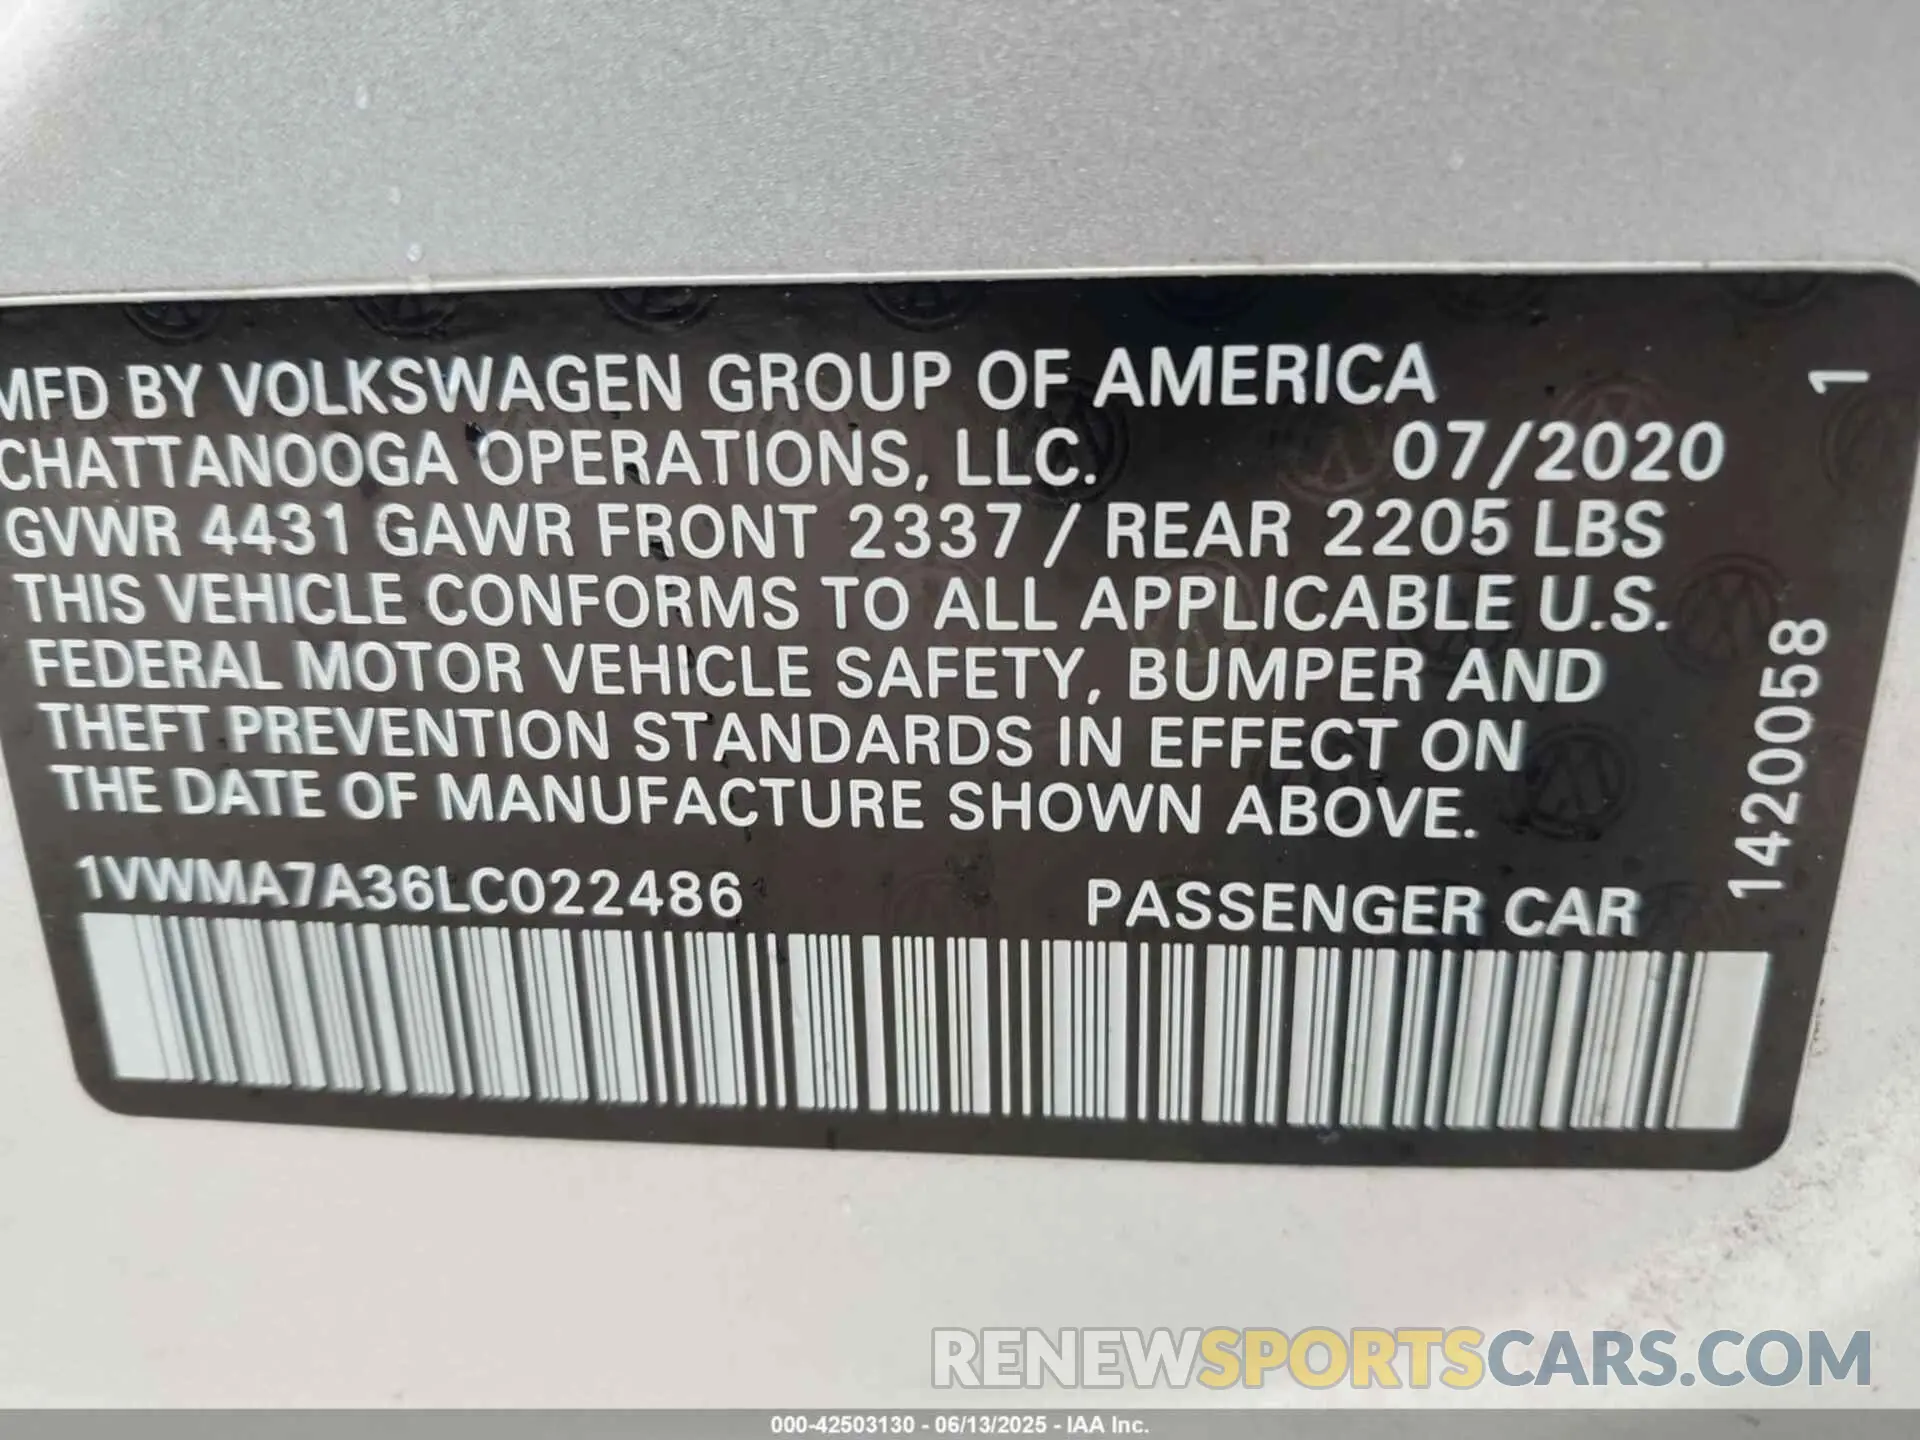 MFD BY VOLKSWAGEN GROUP OF AMERICA
CHATTANOOGA OPERATIONS, LLC. 07/2020
GVWR 4431 GAWR FRONT 2337 / REAR 2205 LBS
THIS VEHICLE CONFORMS TO ALL APPLICABLE U.S.
FEDERAL MOTOR VEHICLE SAFETY, BUMPER AND
THEFT PREVENTION STANDARDS IN EFFECT ON
THE DATE OF MANUFACTURE SHOWN ABOVE.
1VWMA7A36LC022486 PASSENGER CAR
1420058 1
RENEWSPORTSCARS.COM
000-42503130 - 06/13/2025 - IAA Inc.